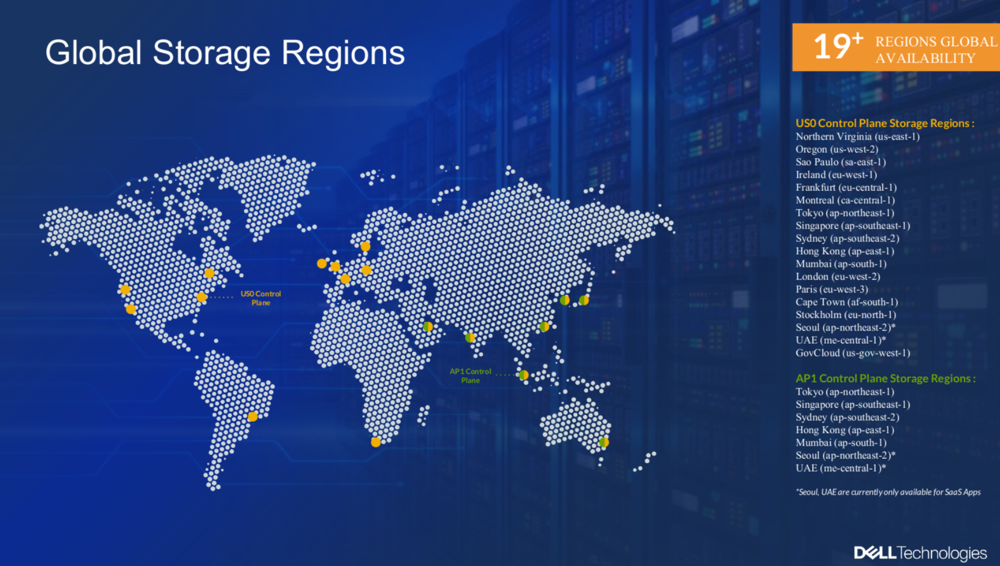 Global Storage Regions
19+
REGIONS GLOBAL
AVAILABILITY
US0 Control
Plane
AP1 Control
Plane
US0 Control Plane Storage Regions :
Northern Virginia (us-east-1)
Oregon (us-west-2)
Sao Paulo (sa-east-1)
Ireland (eu-west-1)
Frankfurt (eu-central-1)
Montreal (ca-central-1)
Tokyo (ap-northeast-1)
Singapore (ap-southeast-1)
Sydney (ap-southeast-2)
Hong Kong (ap-east-1)
Mumbai (ap-south-1)
London (eu-west-2)
Paris (eu-west-3)
Cape Town (af-south-1)
Stockholm (eu-north-1)
Seoul (ap-northeast-2)*
UAE (me-central-1)*
GovCloud (us-gov-west-1)
AP1 Control Plane Storage Regions :
Tokyo (ap-northeast-1)
Singapore (ap-southeast-1)
Sydney (ap-southeast-2)
Hong Kong (ap-east-1)
Mumbai (ap-south-1)
Seoul (ap-northeast-2)*
UAE (me-central-1)*
*Seoul, UAE are currently only available for SaaS Apps
DELL Technologies